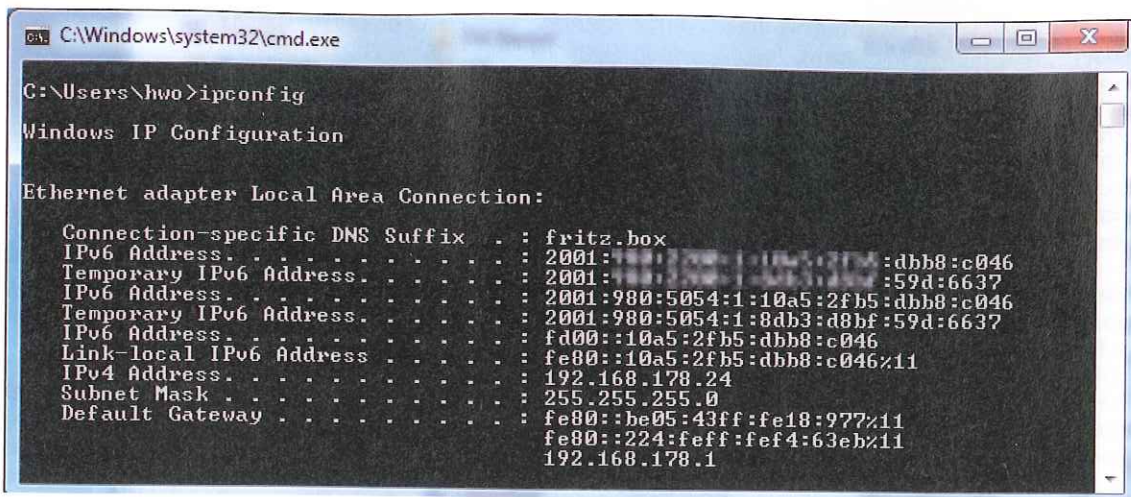 C:\Windows\system32\cmd.exe
C:\Users\hwo>ipconfig
Windows IP Configuration
Ethernet adapter Local Area Connection:
Connection-specific DNS Suffix . : fritz.box
IPv6 Address. . . . . . . . . . . : 2001: :dbb8:c046
Temporary IPv6 Address. . . . . . : 2001: :59d:6637
IPv6 Address. . . . . . . . . . . : 2001:980:5054:1:10a5:2fb5:dbb8:c046
Temporary IPv6 Address. . . . . . : 2001:980:5054:1:8db3:d8bf:59d:6637
IPv6 Address. . . . . . . . . . . : fd00::10a5:2fb5:dbb8:c046
Link-local IPv6 Address . . . . . : fe80::10a5:2fb5:dbb8:c046%11
IPv4 Address. . . . . . . . . . . : 192.168.178.24
Subnet Mask . . . . . . . . . . . : 255.255.255.0
Default Gateway . . . . . . . . . : fe80::be05:43ff:fe18:977%11
fe80::224:feff:fef4:63eb%11
192.168.178.1